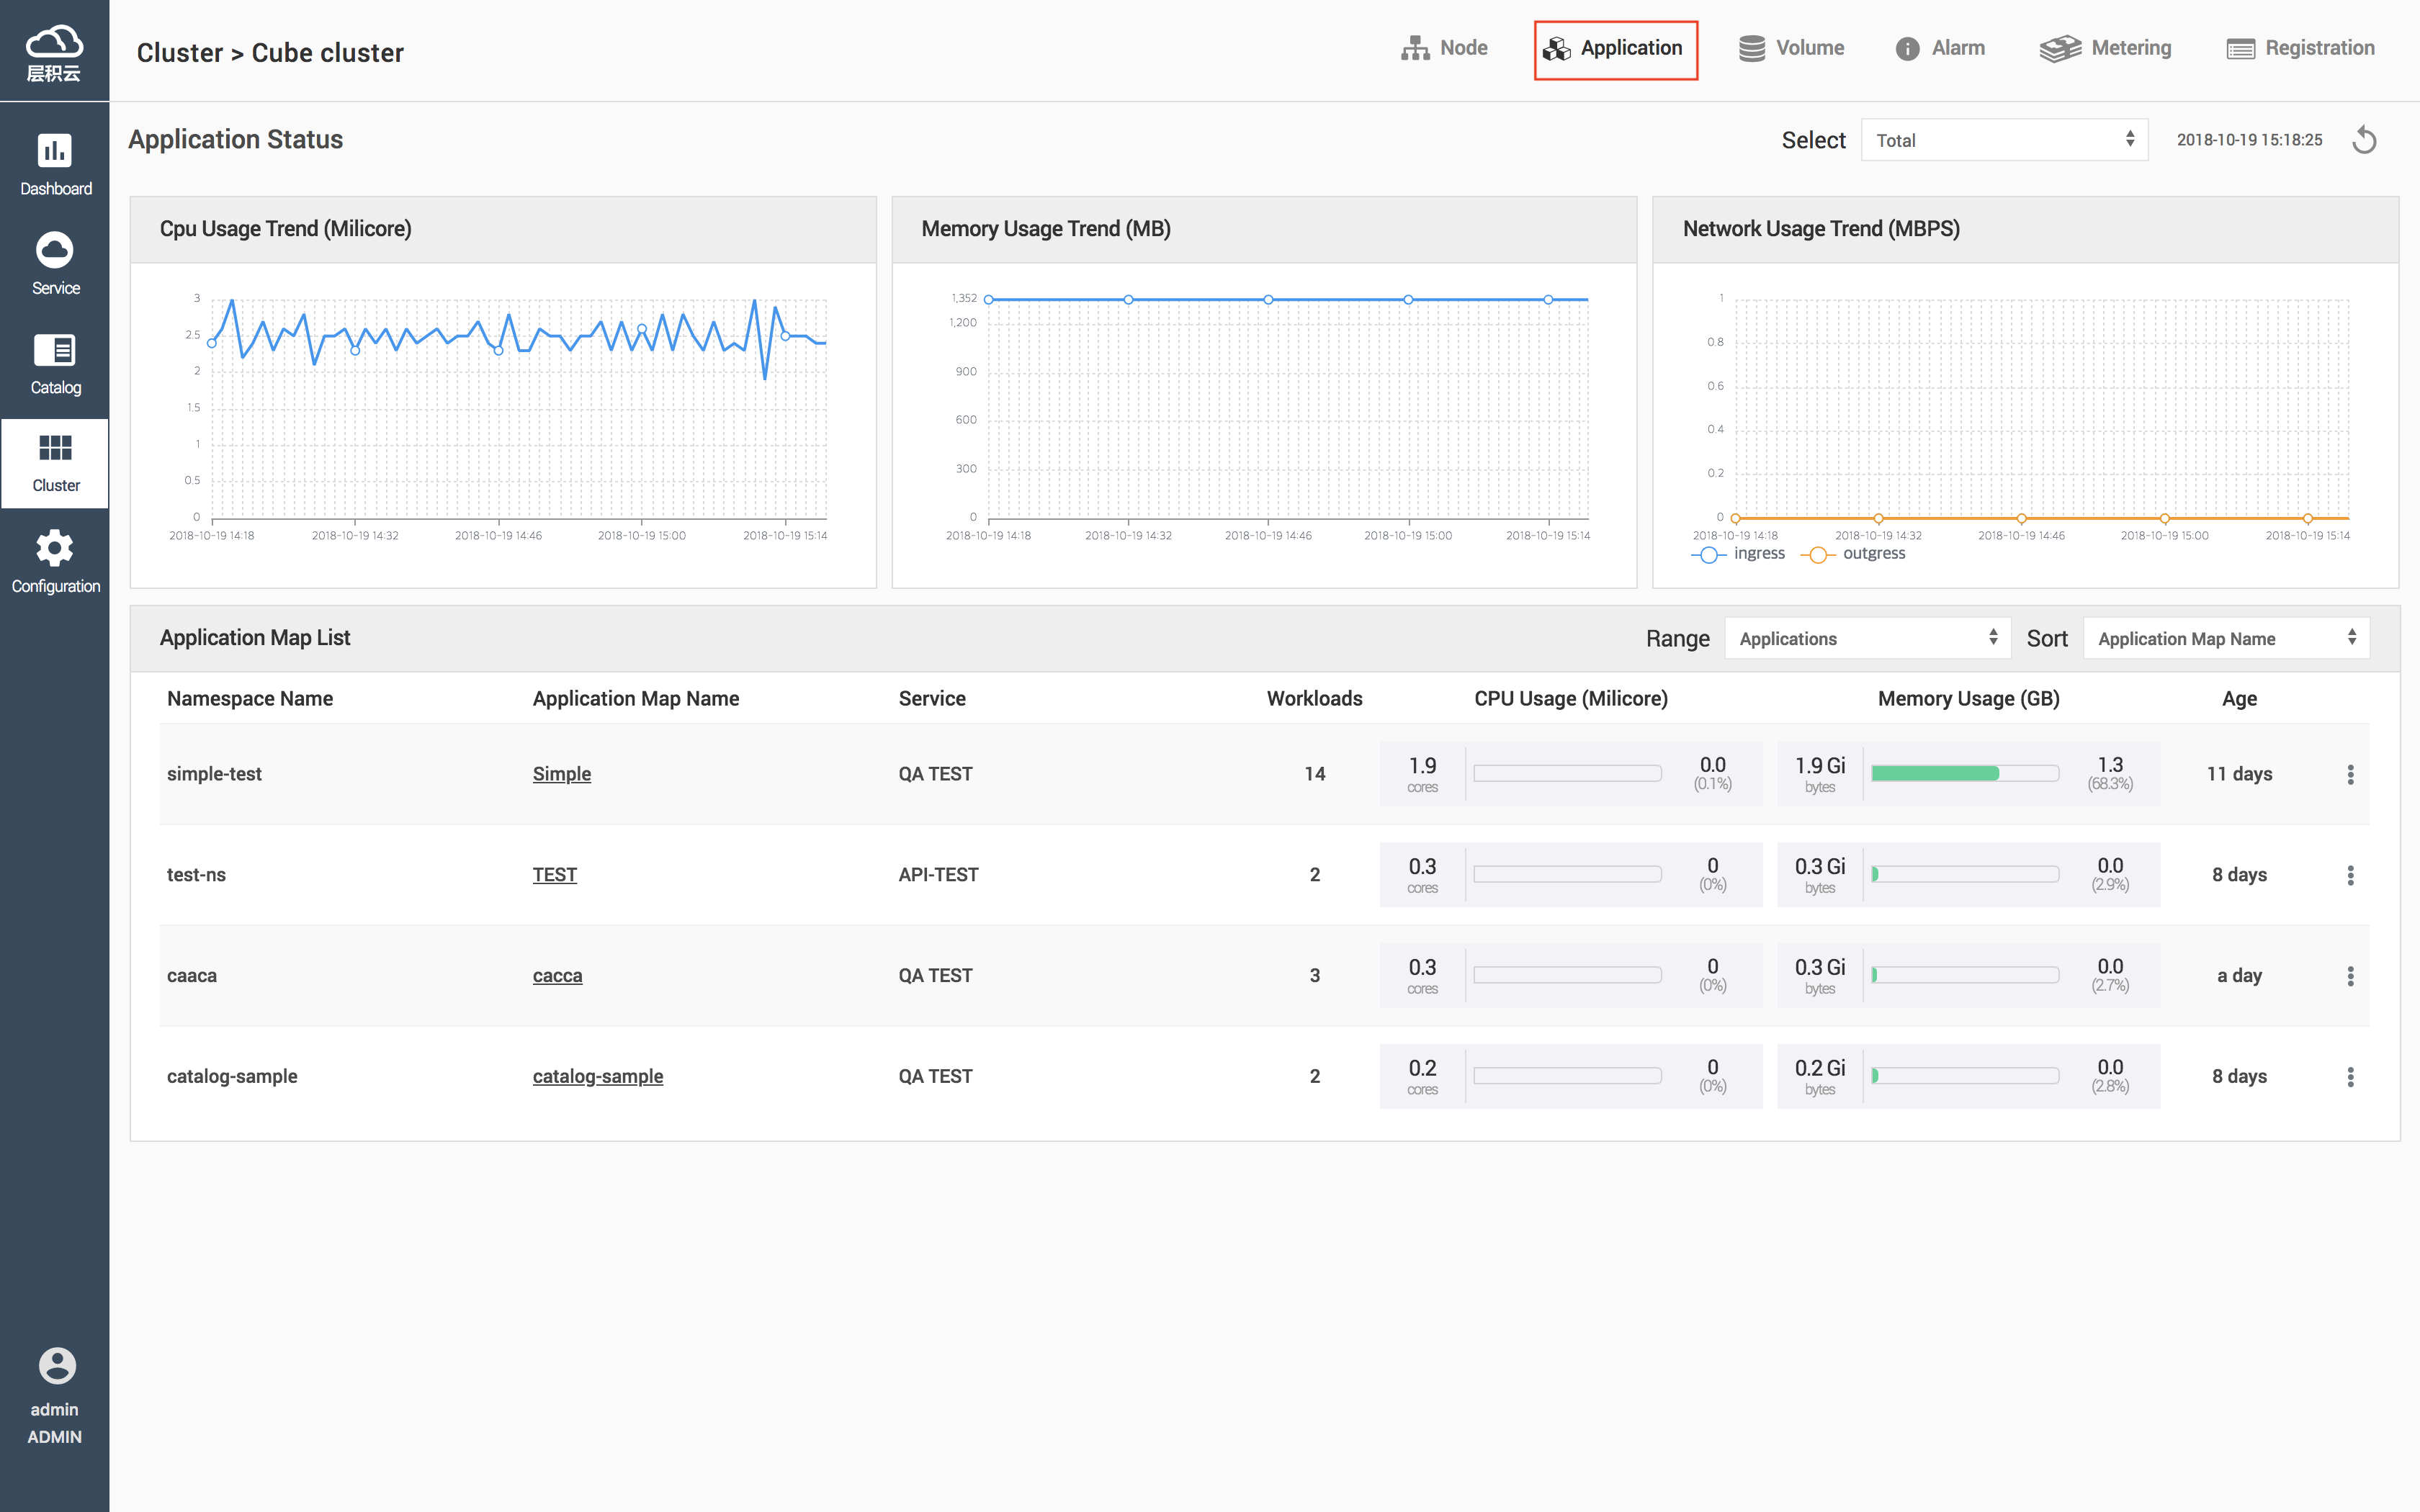 层积云
Cluster > Cube cluster
Node
Application
Volume
Alarm
Metering
Registration
Dashboard
Service
Catalog
Cluster
Configuration
admin
ADMIN
Application Status
Select Total 2018-10-19 15:18:25
Cpu Usage Trend (Milicore)
3
2.5
2
1.5
1
0.5
0
2018-10-19 14:18 2018-10-19 14:32 2018-10-19 14:46 2018-10-19 15:00 2018-10-19 15:14
Memory Usage Trend (MB)
1,352
1,200
900
600
300
0
2018-10-19 14:18 2018-10-19 14:32 2018-10-19 14:46 2018-10-19 15:00 2018-10-19 15:14
Network Usage Trend (MBPS)
1
0.8
0.6
0.4
0.2
0
2018-10-19 14:18 2018-10-19 14:32 2018-10-19 14:46 2018-10-19 15:00 2018-10-19 15:14
ingress outgress
Application Map List
Range Applications Sort Application Map Name
Namespace Name Application Map Name Service Workloads CPU Usage (Milicore) Memory Usage (GB) Age
simple-test Simple QA TEST 14 1.9 cores 0.0 (0.1%) 1.9 Gi bytes 1.3 (68.3%) 11 days
test-ns TEST API-TEST 2 0.3 cores 0 (0%) 0.3 Gi bytes 0.0 (2.9%) 8 days
caaca cacca QA TEST 3 0.3 cores 0 (0%) 0.3 Gi bytes 0.0 (2.7%) a day
catalog-sample catalog-sample QA TEST 2 0.2 cores 0 (0%) 0.2 Gi bytes 0.0 (2.8%) 8 days